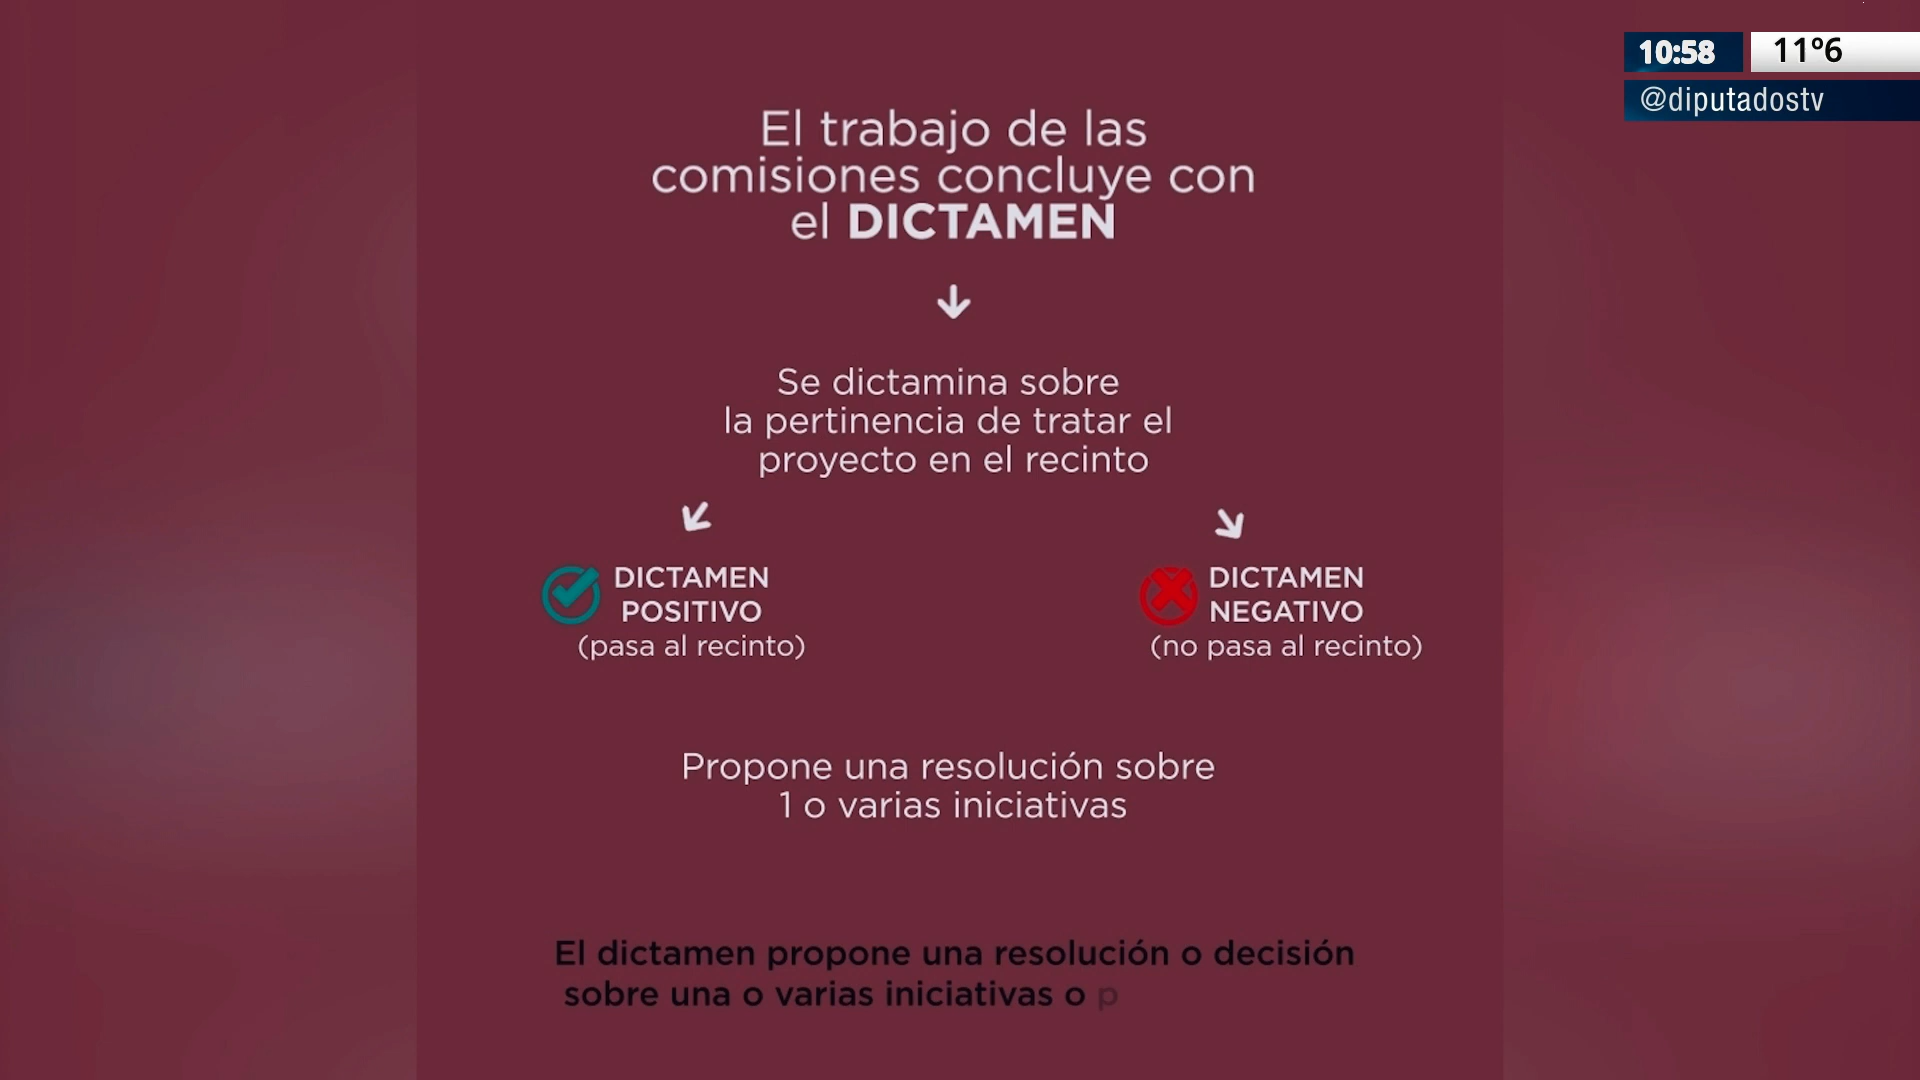 10:58 11º6
@diputadostv
El trabajo de las
comisiones concluye con
el DICTAMEN
Se dictamina sobre
la pertinencia de tratar el
proyecto en el recinto
DICTAMEN
POSITIVO
(pasa al recinto)
DICTAMEN
NEGATIVO
(no pasa al recinto)
Propone una resolución sobre
1 o varias iniciativas
El dictamen propone una resolución o decisión
sobre una o varias iniciativas o p